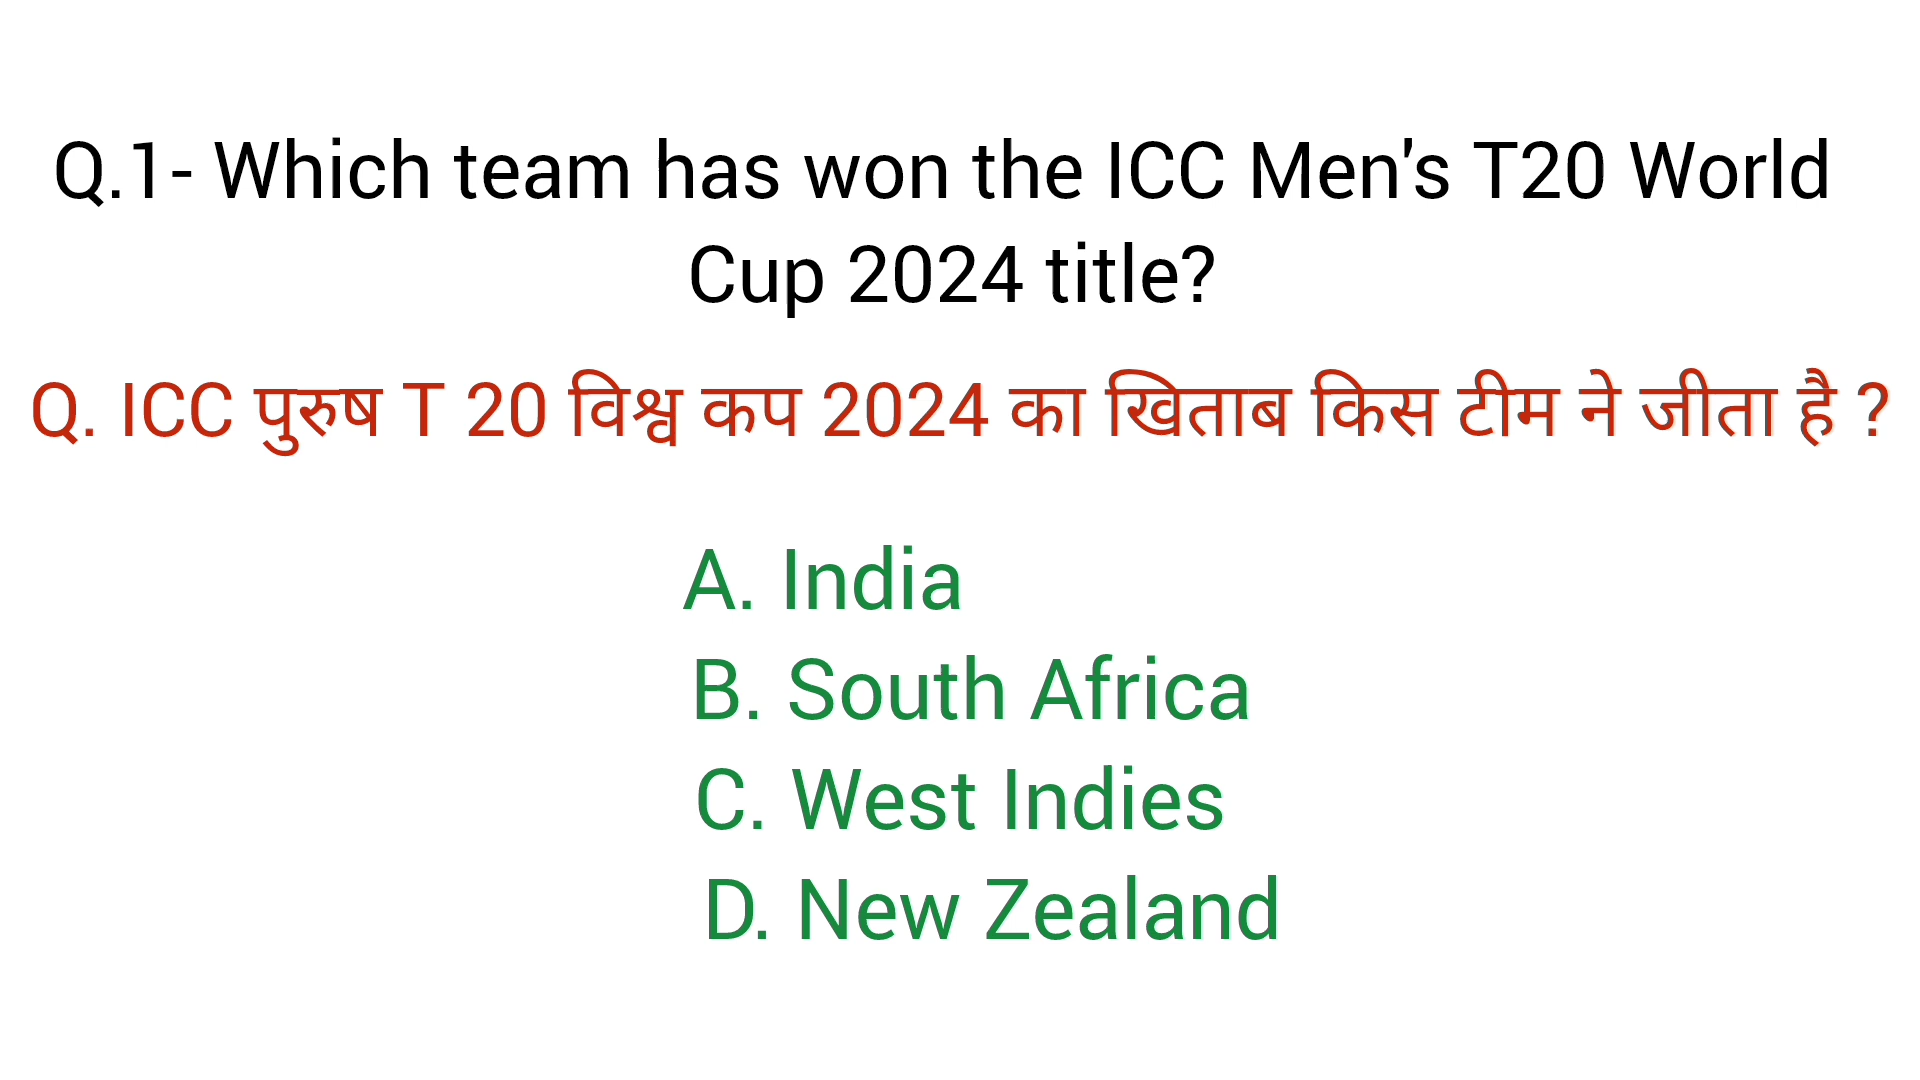 Q.1- Which team has won the ICC Men's T20 World
Cup 2024 title?
Q. ICC पुरुष T 20 विश्व कप 2024 का खिताब किस टीम ने जीता है ?
A. India
B. South Africa
C. West Indies
D. New Zealand